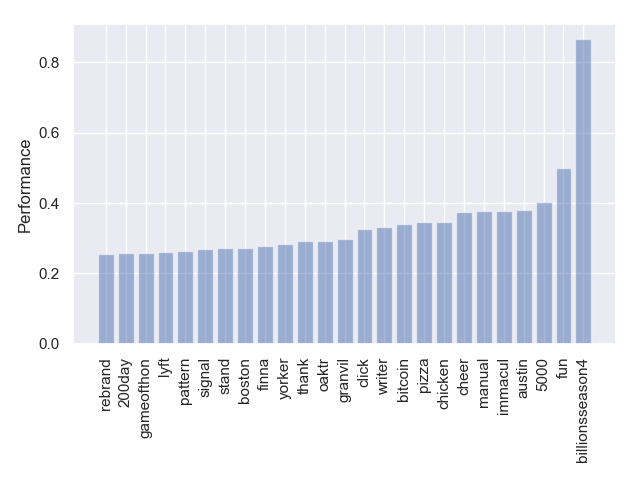 Performance
0.8
0.6
0.4
0.2
0.0
rebrand
200day
gameofthon
lyft
pattern
signal
stand
boston
finna
yorker
thank
oaktr
granvil
click
writer
bitcoin
pizza
chicken
cheer
manual
immacul
austin
5000
fun
billionsseason4